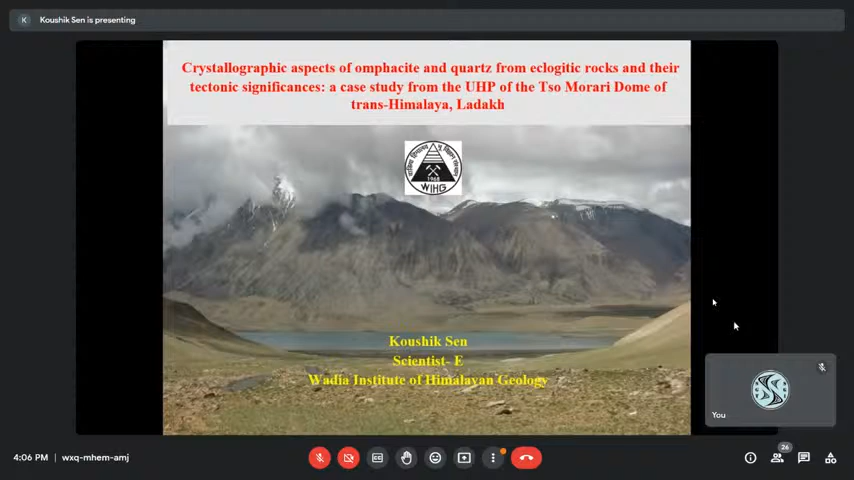 K Koushik Sen is presenting
Crystallographic aspects of omphacite and quartz from eclogitic rocks and their
tectonic significances: a case study from the UHP of the Tso Morari Dome of
trans-Himalaya, Ladakh
1968
WIHG
Koushik Sen
Scientist- E
Wadia Institute of Himalayan Geology
You
4:06 PM | wxq-mhem-amj
26